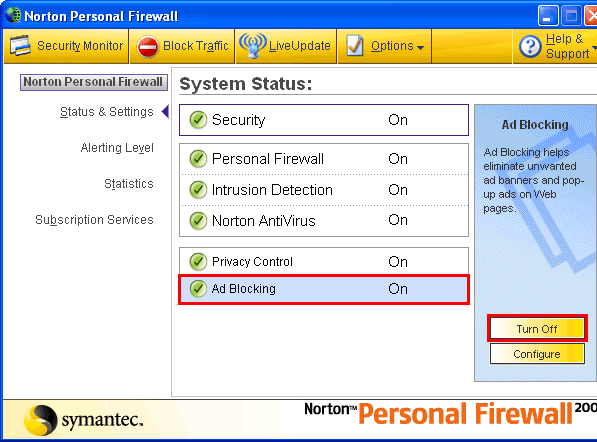 Norton Personal Firewall
Security Monitor
Block Traffic
LiveUpdate
Options
Help &
Support
Norton Personal Firewall
Status & Settings
Alerting Level
Statistics
Subscription Services
System Status:
Security On
Personal Firewall On
Intrusion Detection On
Norton AntiVirus On
Privacy Control On
Ad Blocking On
Ad Blocking
Ad Blocking helps
eliminate unwanted
ad banners and pop-
up ads on Web
pages.
Turn Off
Configure
symantec.
Norton™ Personal Firewall 200